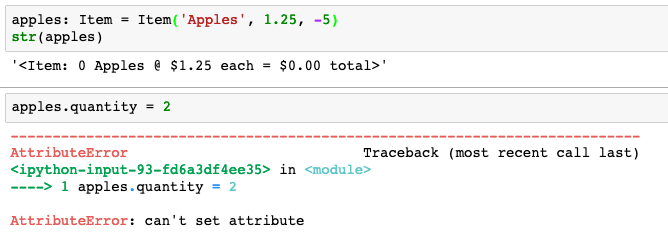 apples: Item = Item('Apples', 1.25, -5)
str(apples)
'<Item: 0 Apples @ $1.25 each = $0.00 total>'
apples.quantity = 2
---------------------------------------------------------------------------
AttributeError                            Traceback (most recent call last)
<ipython-input-93-fd6a3df4ee35> in <module>
----> 1 apples.quantity = 2

AttributeError: can't set attribute